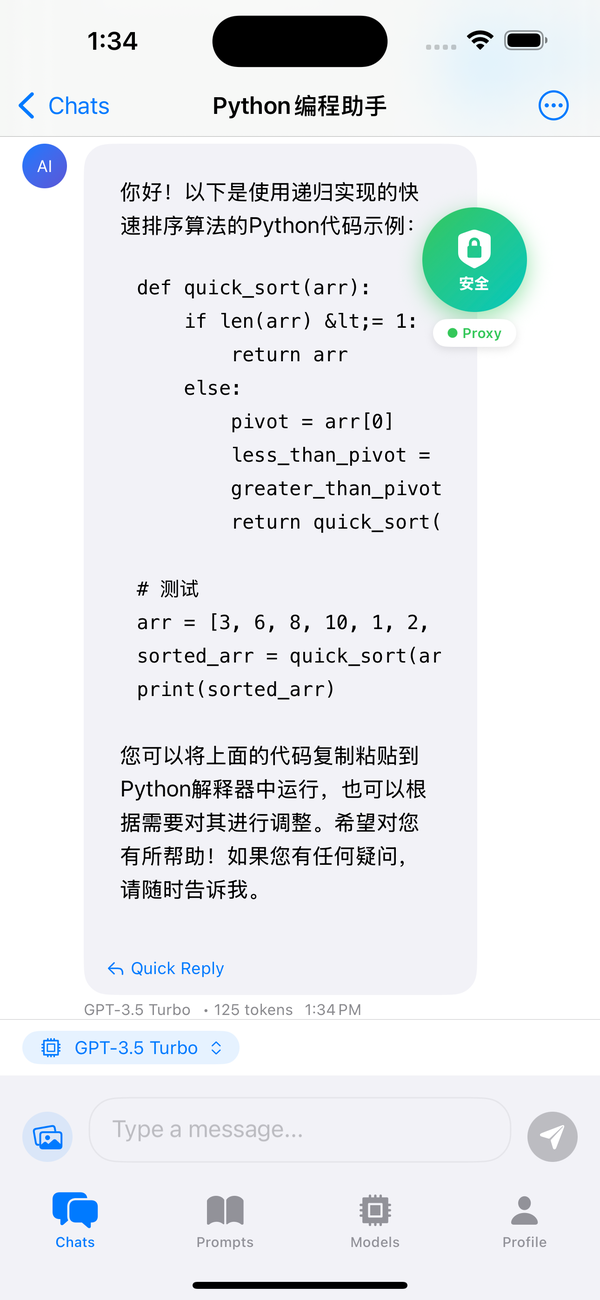 1:34
Chats
Python编程助手
AI
你好！以下是使用递归实现的快
速排序算法的Python代码示例：
安全
Proxy
def quick_sort(arr):
    if len(arr) &lt;= 1:
        return arr
    else:
        pivot = arr[0]
        less_than_pivot =
        greater_than_pivot
        return quick_sort(
# 测试
arr = [3, 6, 8, 10, 1, 2,
sorted_arr = quick_sort(ar
print(sorted_arr)
您可以将上面的代码复制粘贴到
Python解释器中运行，也可以根
据需要对其进行调整。希望对您
有所帮助！如果您有任何疑问，
请随时告诉我。
Quick Reply
GPT-3.5 Turbo • 125 tokens 1:34 PM
GPT-3.5 Turbo
Type a message...
Chats
Prompts
Models
Profile